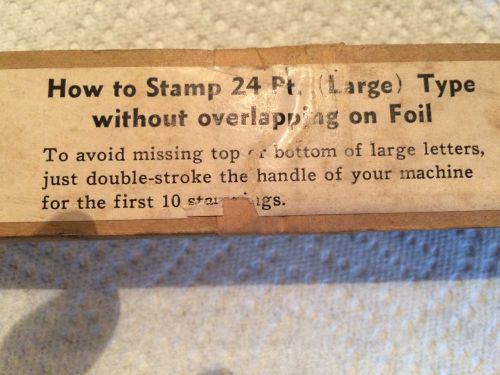 How to Stamp 24 Pt. (Large) Type
without overlapping on Foil
To avoid missing top or bottom of large letters,
just double-stroke the handle of your machine
for the first 10 stampings.